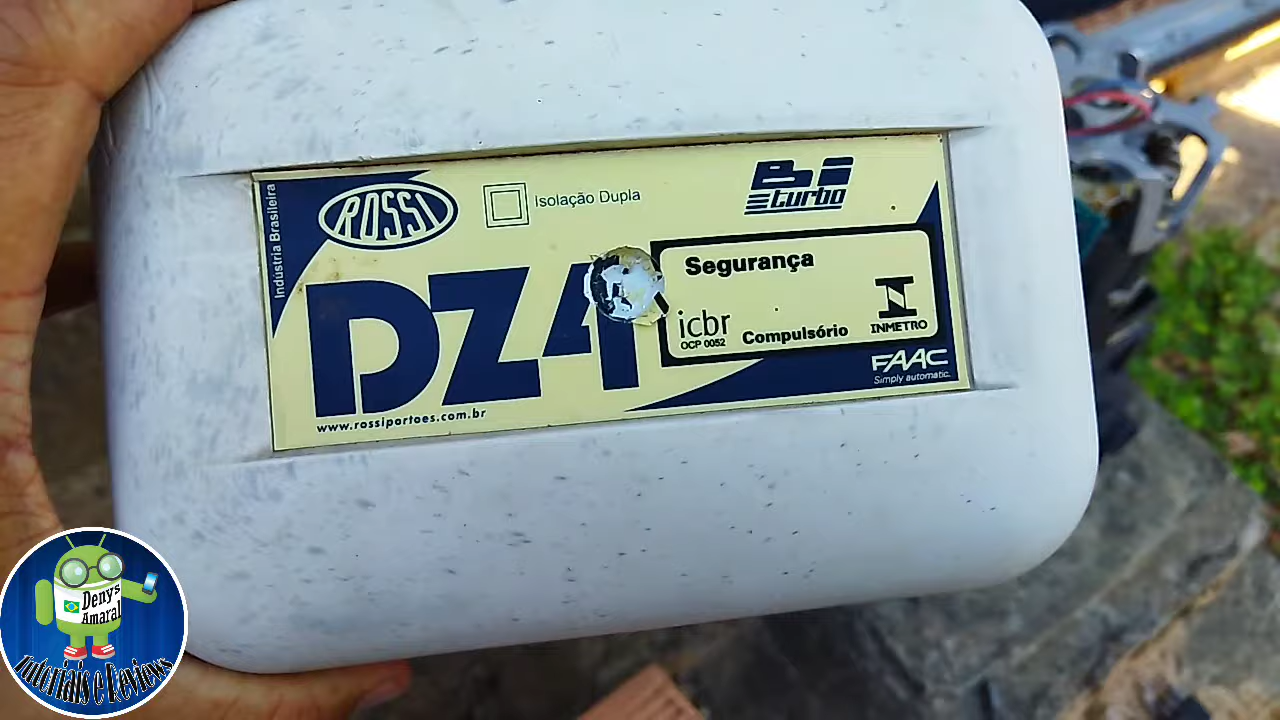 Indústria Brasileira
ROSSI
Isolação Dupla
Bi
turbo
DZ4
Segurança
icbr
OCP 0052
Compulsório
INMETRO
FAAC
Simply automatic.
www.rossiportoes.com.br
Denys
Amaral
Tutoriais e Reviews